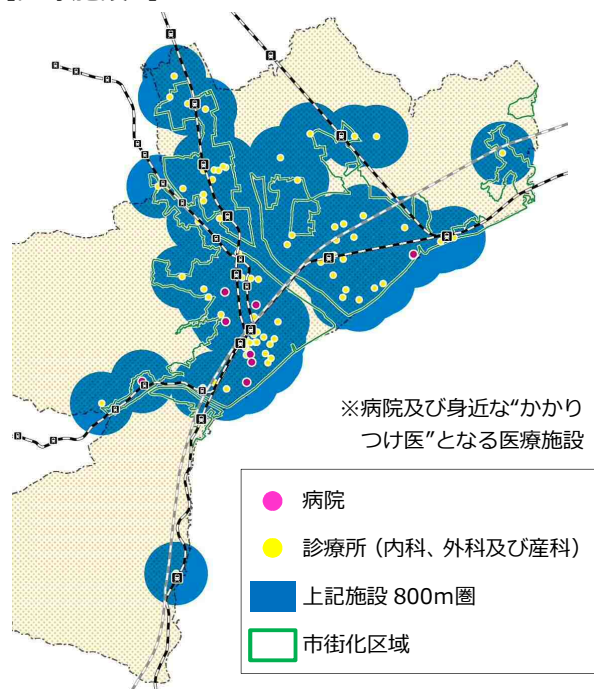 ※病院及び身近な“かかり
つけ医”となる医療施設
病院
診療所（内科、外科及び産科）
上記施設 800m圏
市街化区域